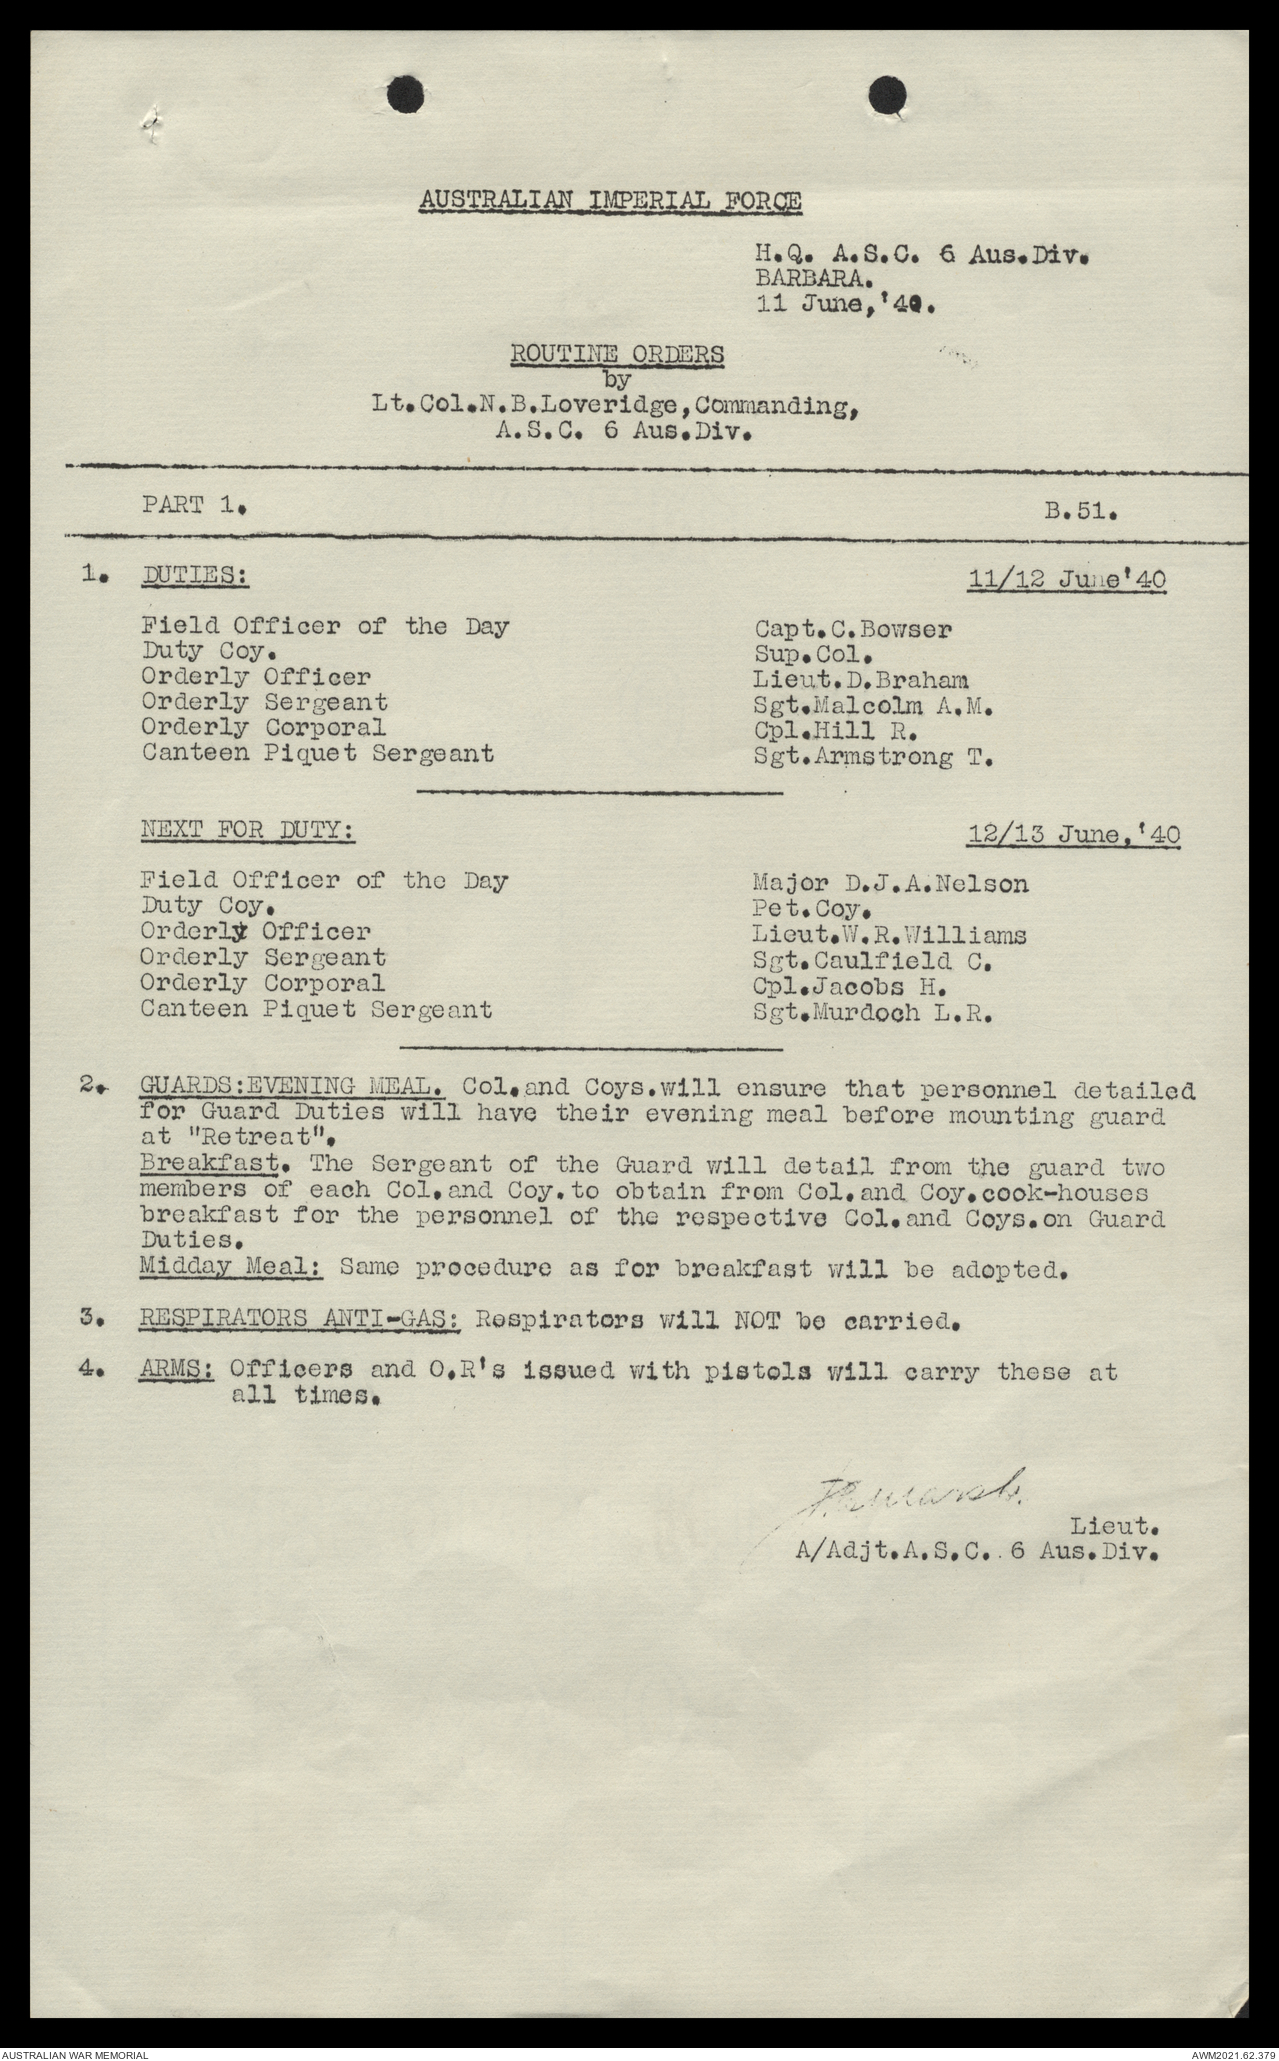 AUSTRALIAN IMPERIAL FORCE
H.Q. A.S.C. 6 Aus.Div.
BARBARA.
11 June,'40.
ROUTINE ORDERS
by
Lt.Col.N.B.Loveridge,Commanding,
A.S.C. 6 Aus.Div.
PART 1. B.51.
1. DUTIES: 11/12 June'40
Field Officer of the Day Capt.C.Bowser
Duty Coy. Sup.Col.
Orderly Officer Lieut.D.Braham
Orderly Sergeant Sgt.Malcolm A.M.
Orderly Corporal Cpl.Hill R.
Canteen Piquet Sergeant Sgt.Armstrong T.
NEXT FOR DUTY: 12/13 June,'40
Field Officer of the Day Major D.J.A.Nelson
Duty Coy. Pet.Coy.
Orderly Officer Lieut.W.R.Williams
Orderly Sergeant Sgt.Caulfield C.
Orderly Corporal Cpl.Jacobs H.
Canteen Piquet Sergeant Sgt.Murdoch L.R.
2. GUARDS:EVENING MEAL. Col.and Coys.will ensure that personnel detailed
for Guard Duties will have their evening meal before mounting guard
at "Retreat".
Breakfast. The Sergeant of the Guard will detail from the guard two
members of each Col.and Coy.to obtain from Col.and Coy.cook-houses
breakfast for the personnel of the respective Col.and Coys.on Guard
Duties.
Midday Meal: Same procedure as for breakfast will be adopted.
3. RESPIRATORS ANTI-GAS: Respirators will NOT be carried.
4. ARMS: Officers and O.R's issued with pistols will carry these at
all times.
Lieut.
A/Adjt.A.S.C. 6 Aus.Div.
AUSTRALIAN WAR MEMORIAL AWM2021.62.379